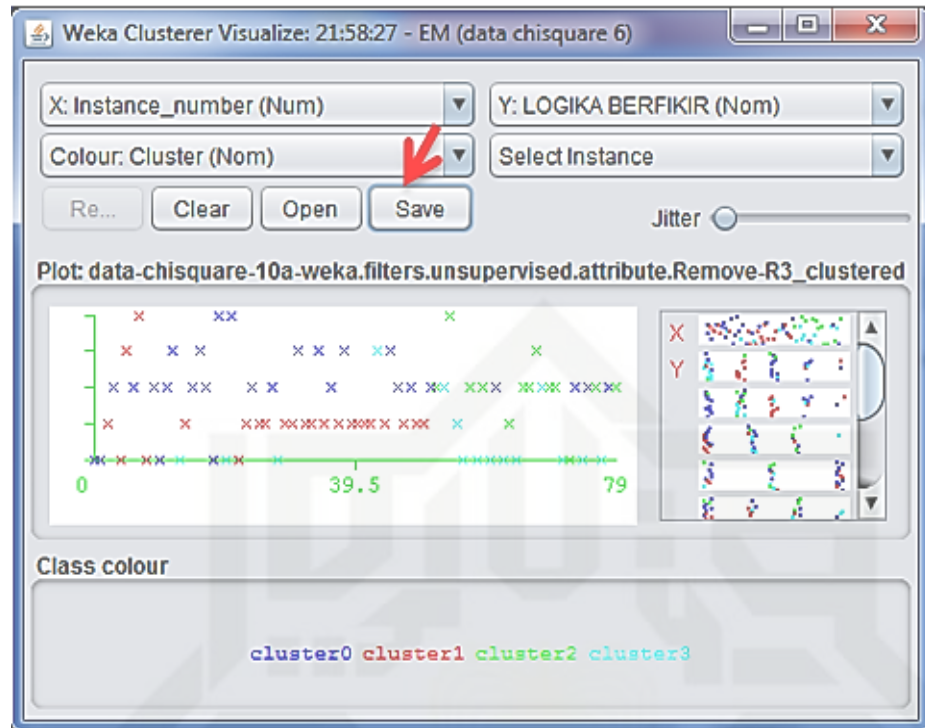 Weka Clusterer Visualize: 21:58:27 - EM (data chisquare 6)
X: Instance_number (Num) Y: LOGIKA BERFIKIR (Nom)
Colour: Cluster (Nom) Select Instance
Re... Clear Open Save Jitter
Plot: data-chisquare-10a-weka.filters.unsupervised.attribute.Remove-R3_clustered
X
Y
0 39.5 79
Class colour
cluster0 cluster1 cluster2 cluster3